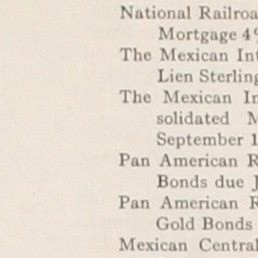 National Railroa
Mortgage 4
The Mexican Int
Lien Sterling
The Mexican In
solidated M
September 1
Pan American R
Bonds due J
Pan American R
Gold Bonds
Mexican Central